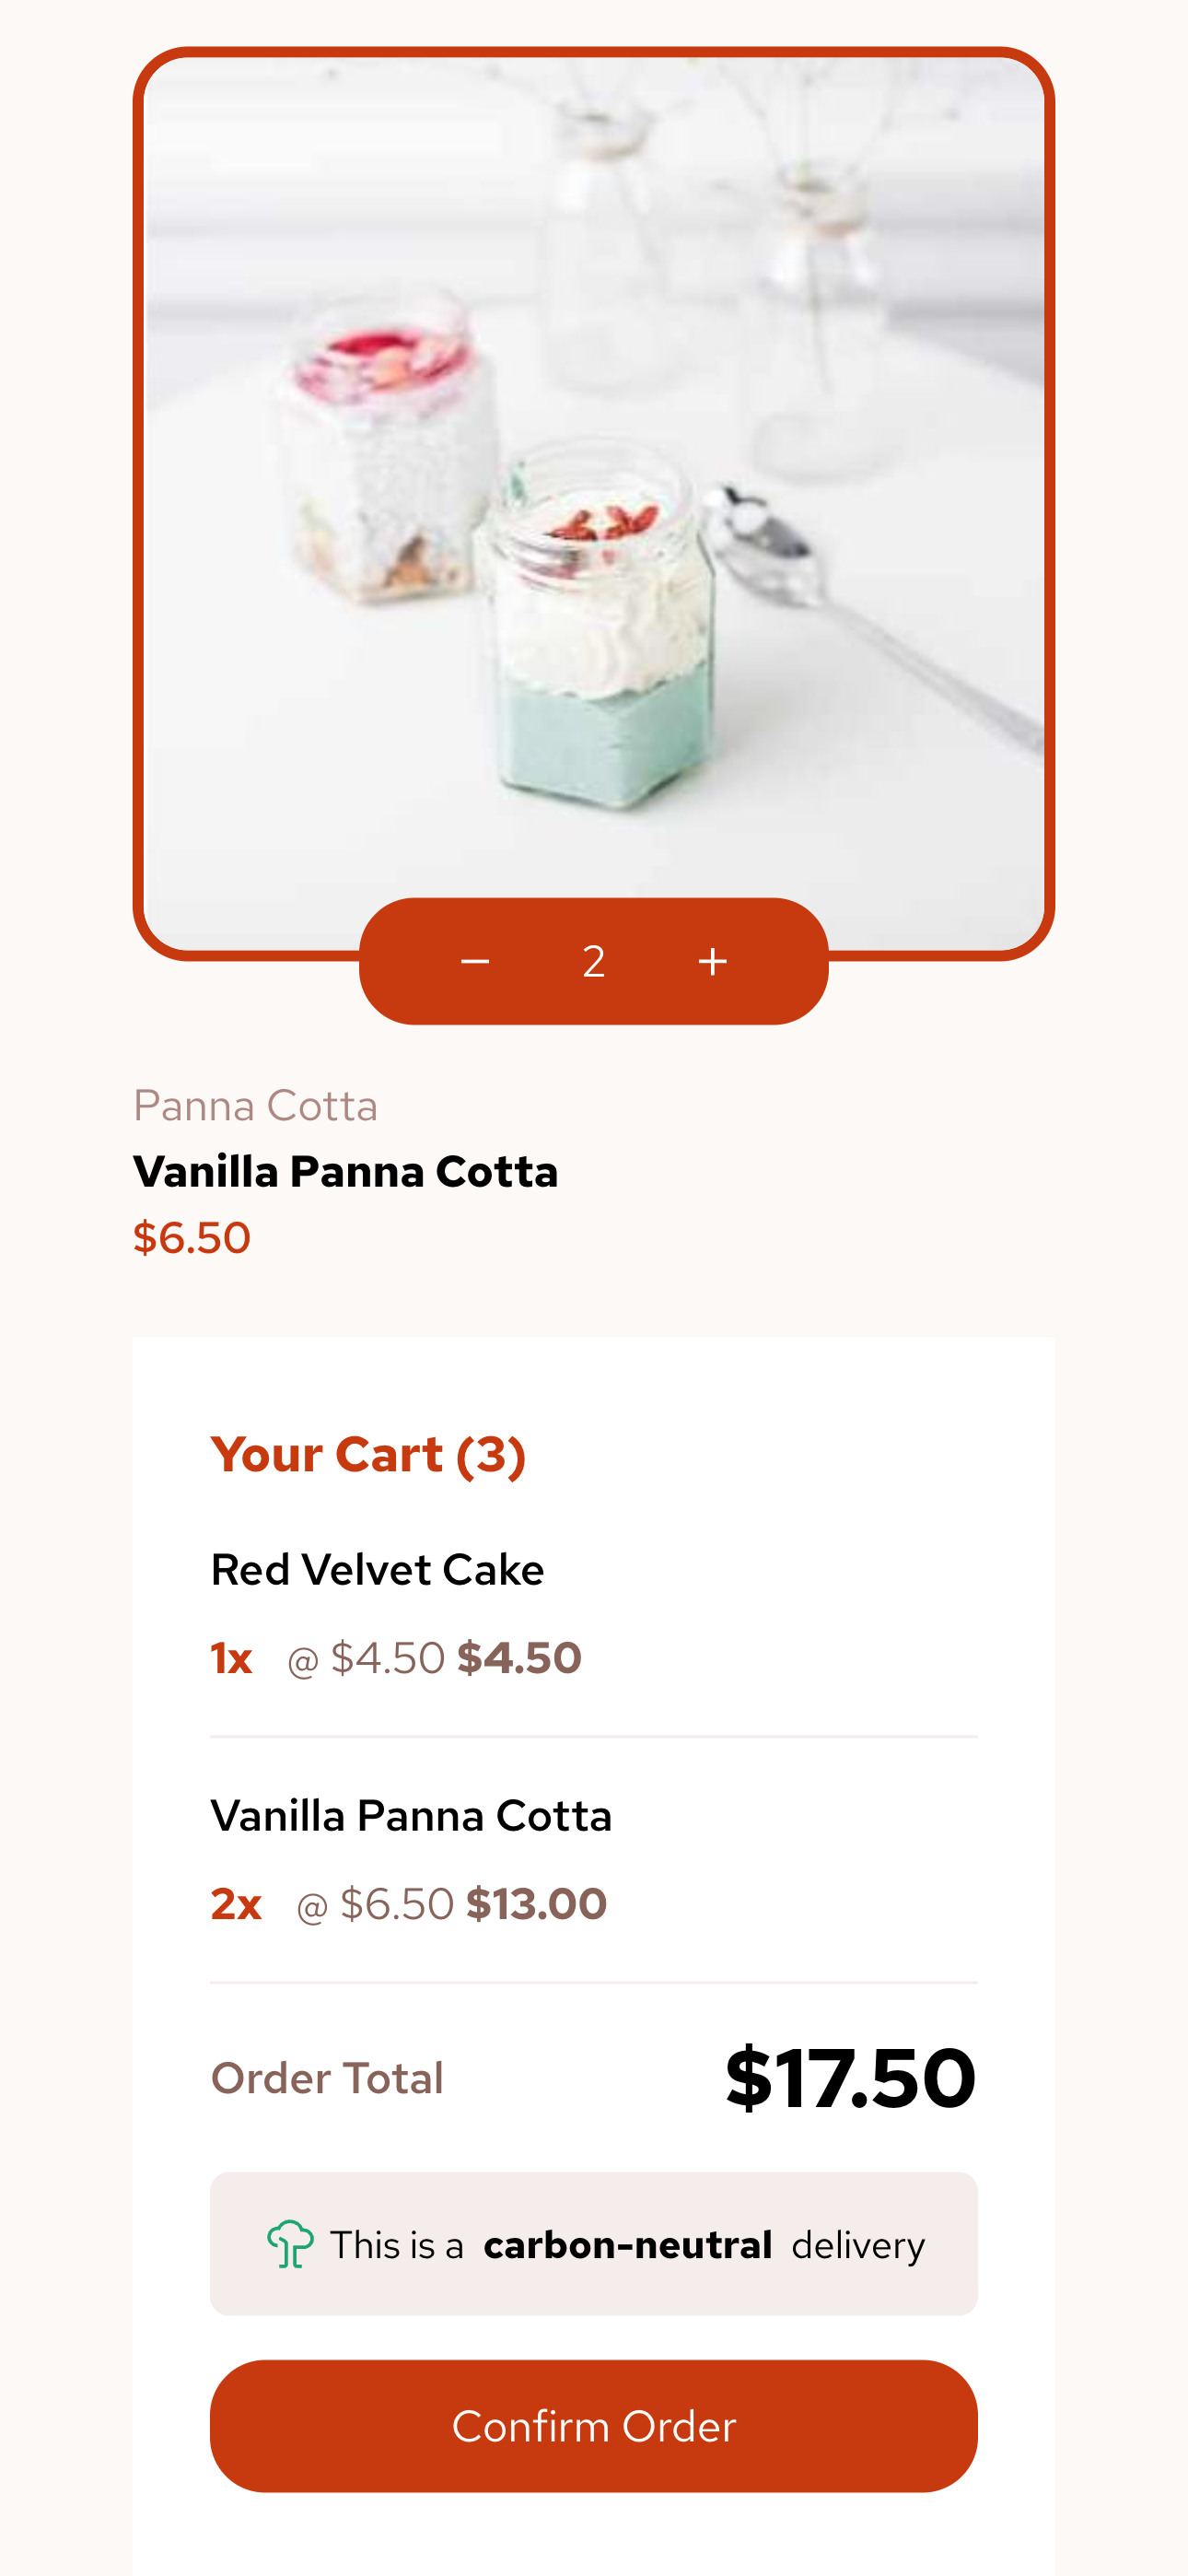 − 2 +
Panna Cotta
Vanilla Panna Cotta
$6.50
Your Cart (3)
Red Velvet Cake
1x @ $4.50 $4.50
Vanilla Panna Cotta
2x @ $6.50 $13.00
Order Total $17.50
This is a carbon-neutral delivery
Confirm Order